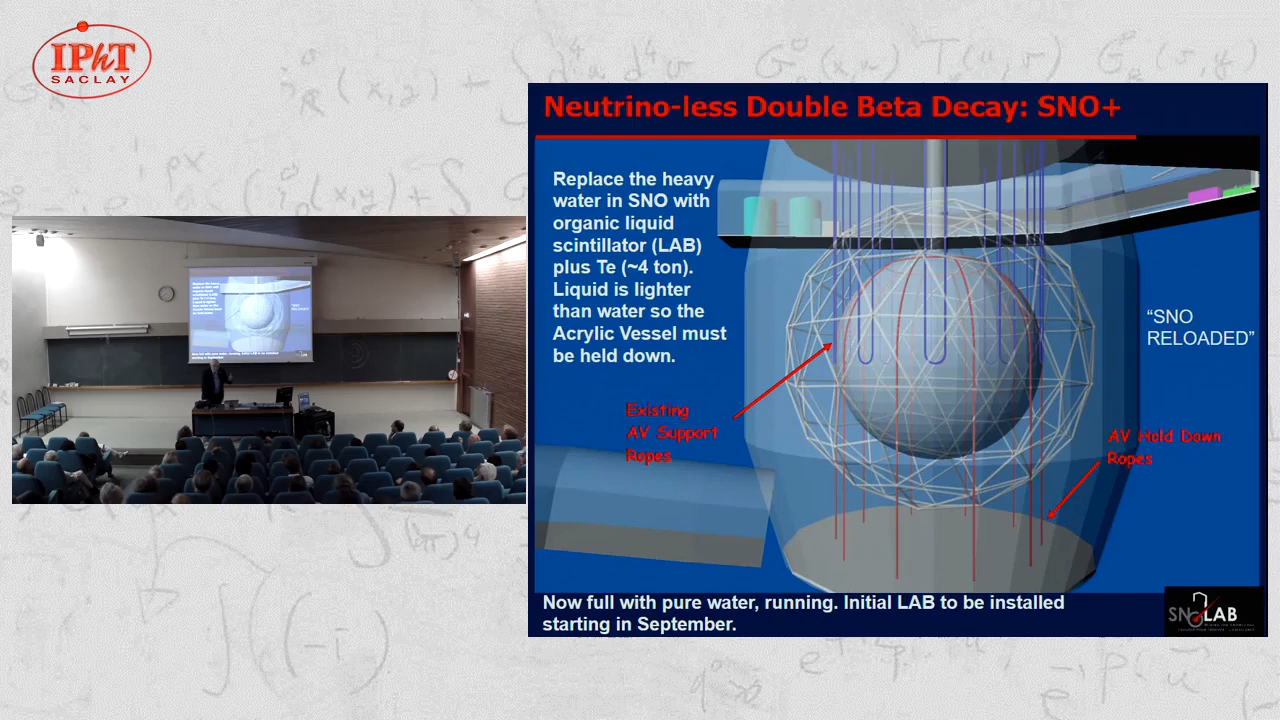 IPhT
SACLAY
Neutrino-less Double Beta Decay: SNO+
Replace the heavy
water in SNO with
organic liquid
scintillator (LAB)
plus Te (~4 ton).
Liquid is lighter
than water so the
Acrylic Vessel must
be held down.
Existing
AV Support
Ropes
"SNO
RELOADED"
AV Hold Down
Ropes
Now full with pure water, running. Initial LAB to be installed
starting in September.
SNOLAB